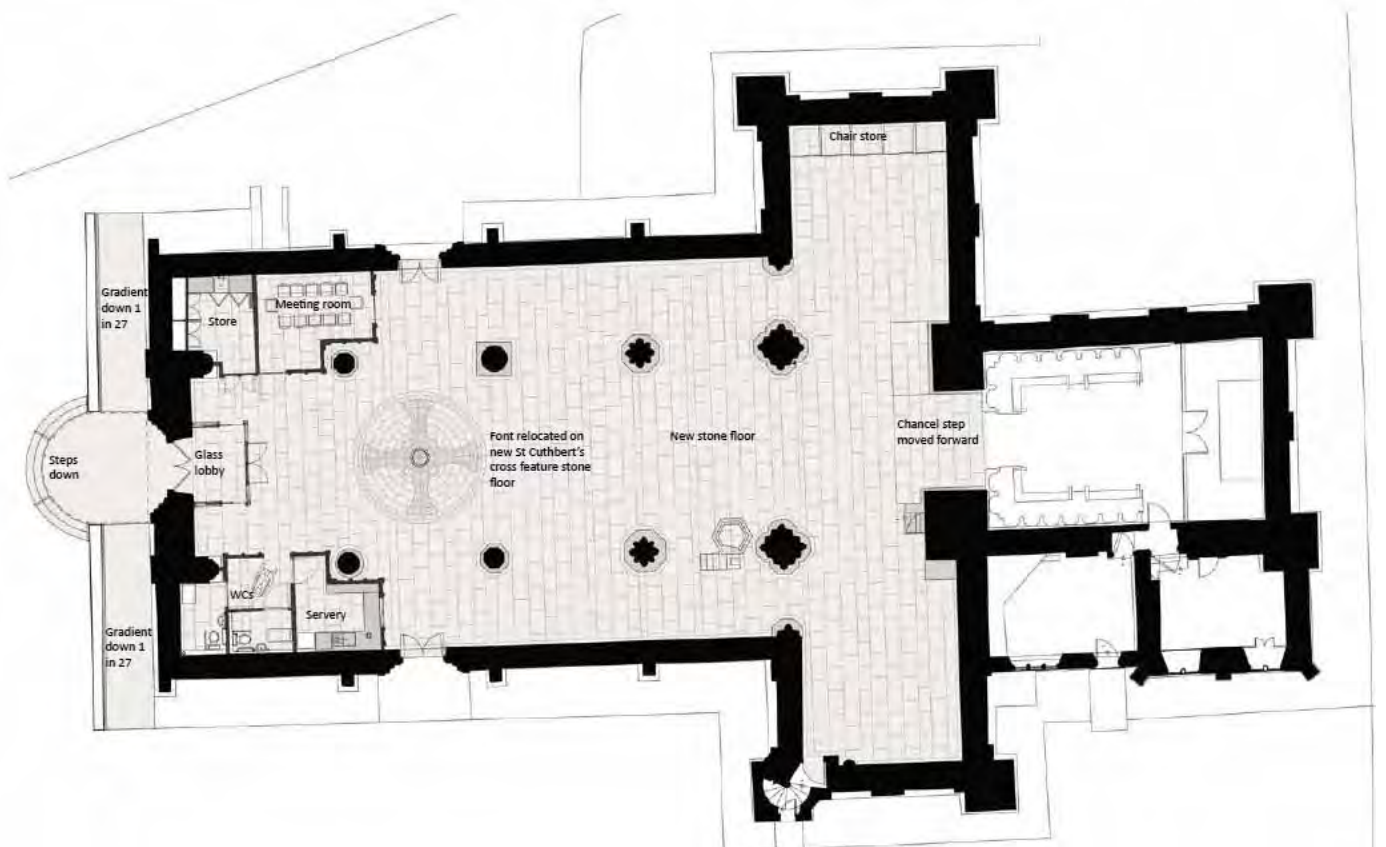 Chair store
Gradient
down 1
in 27
Store
Meeting room
Steps
down
Glass
lobby
Font relocated on
new St Cuthbert's
cross feature stone
floor
New stone floor
Chancel step
moved forward
WCs
Servery
Gradient
down 1
in 27